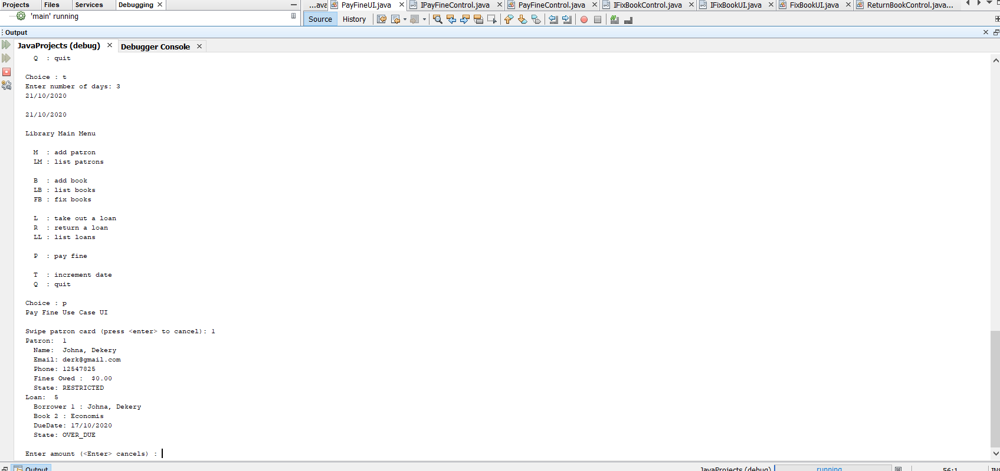 Projects Files Services Debugging
...ava PayFineUI.java IPayFineControl.java PayFineControl.java IFixBookControl.java IFixBookUI.java FixBookUI.java ReturnBookControl.java...
'main' running
Source History
Output
JavaProjects (debug) Debugger Console
Q : quit
Choice : t
Enter number of days: 3
21/10/2020
21/10/2020
Library Main Menu
M : add patron
LM : list patrons
B : add book
LB : list books
FB : fix books
L : take out a loan
R : return a loan
LL : list loans
P : pay fine
T : increment date
Q : quit
Choice : p
Pay Fine Use Case UI
Swipe patron card (press <enter> to cancel): 1
Patron: 1
Name: Johna, Dekery
Email: derk@gmail.com
Phone: 12547825
Fines Owed : $0.00
State: RESTRICTED
Loan: 5
Borrower 1 : Johna, Dekery
Book 2 : Economis
DueDate: 17/10/2020
State: OVER_DUE
Enter amount (<Enter> cancels) :
Output JavaProjects (debug) running 56:1 INS